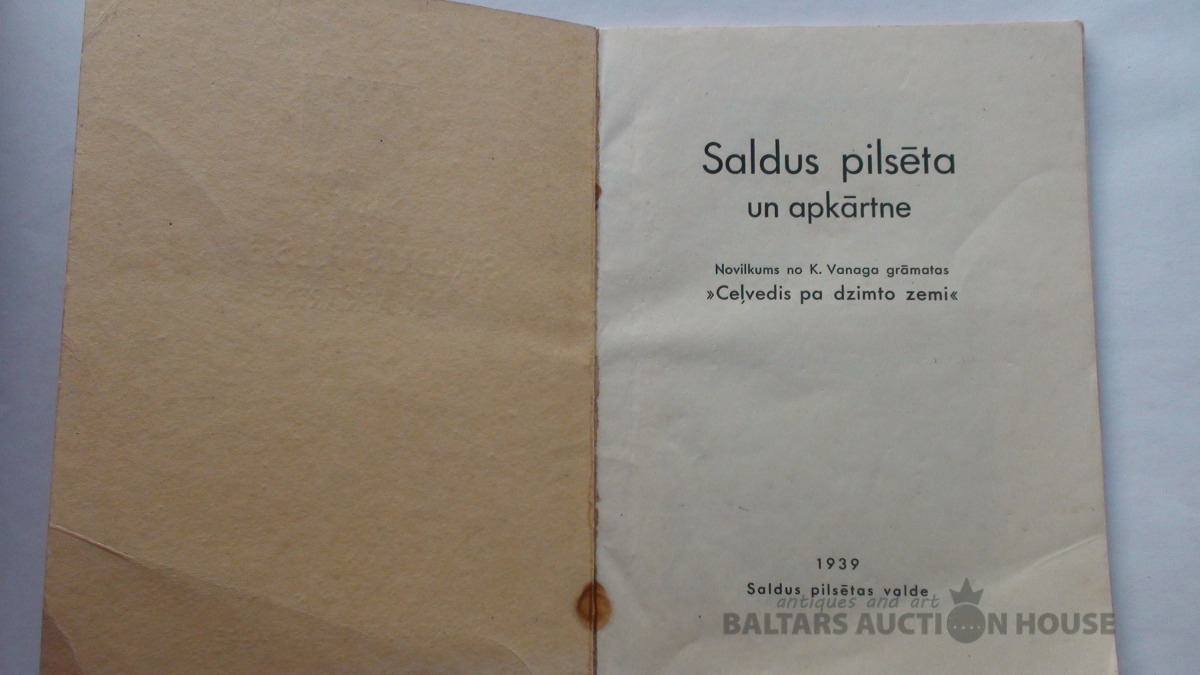 Saldus pilsēta
un apkārtne
Novilkums no K. Vanaga grāmatas
»Ceļvedis pa dzimto zemi«
1939
Saldus pilsētas valde
antiques and art
BALTARS AUCTION HOUSE